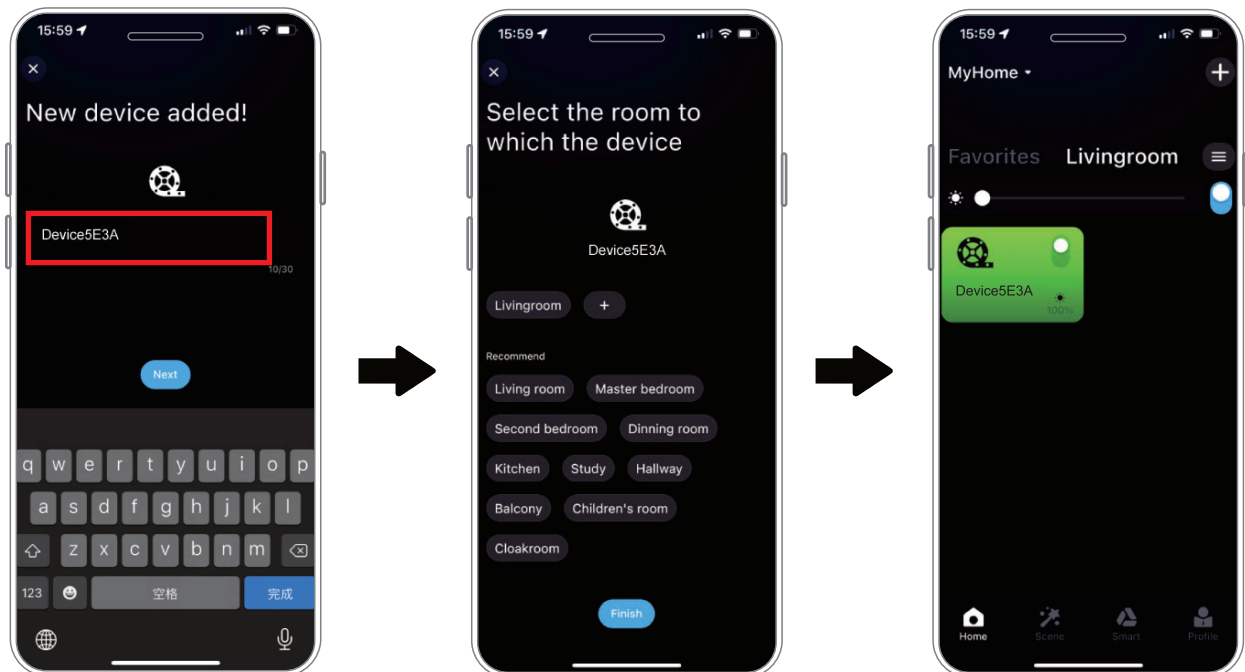 15:59
New device added!
Device5E3A
10/30
Next
q w e r t y u i o p
a s d f g h j k l
z x c v b n m
123 空格 完成
15:59
Select the room to
which the device
Device5E3A
Livingroom +
Recommend
Living room Master bedroom
Second bedroom Dinning room
Kitchen Study Hallway
Balcony Children's room
Cloakroom
Finish
15:59
MyHome
Favorites Livingroom
Device5E3A
100%
Home Scene Smart Profile